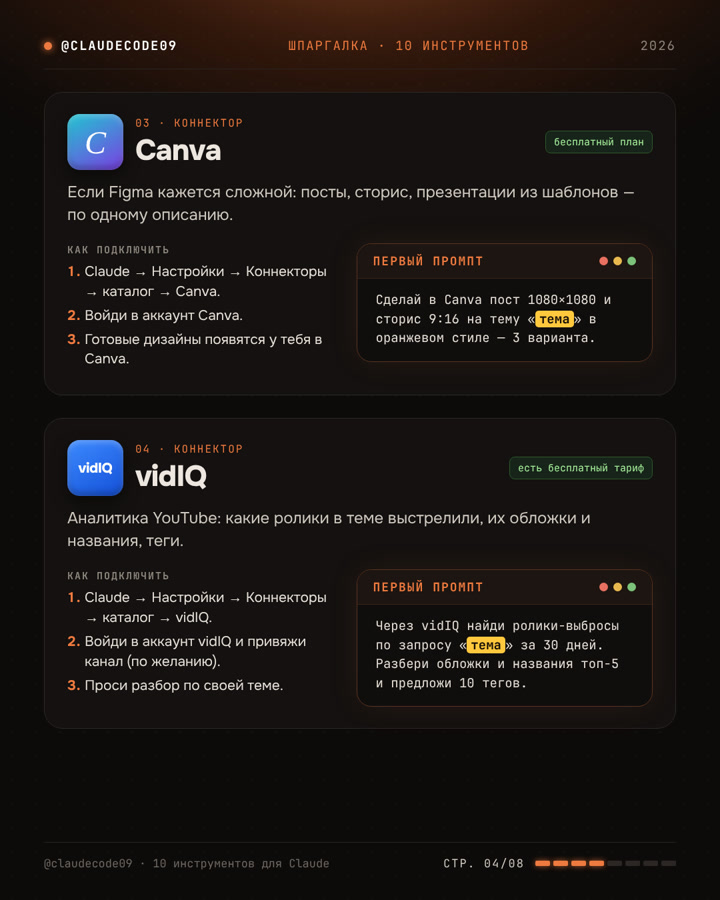 @CLAUDECODE09
ШПАРГАЛКА · 10 ИНСТРУМЕНТОВ
2026
C
03 · КОННЕКТОР
Canva
бесплатный план
Если Figma кажется сложной: посты, сторис, презентации из шаблонов —
по одному описанию.
КАК ПОДКЛЮЧИТЬ
1. Claude → Настройки → Коннекторы
→ каталог → Canva.
2. Войди в аккаунт Canva.
3. Готовые дизайны появятся у тебя в
Canva.
ПЕРВЫЙ ПРОМПТ
Сделай в Canva пост 1080×1080 и
сторис 9:16 на тему «тема» в
оранжевом стиле — 3 варианта.
vidIQ
04 · КОННЕКТОР
vidIQ
есть бесплатный тариф
Аналитика YouTube: какие ролики в теме выстрелили, их обложки и
названия, теги.
КАК ПОДКЛЮЧИТЬ
1. Claude → Настройки → Коннекторы
→ каталог → vidIQ.
2. Войди в аккаунт vidIQ и привяжи
канал (по желанию).
3. Проси разбор по своей теме.
ПЕРВЫЙ ПРОМПТ
Через vidIQ найди ролики-выбросы
по запросу «тема» за 30 дней.
Разбери обложки и названия топ-5
и предложи 10 тегов.
@claudecode09 · 10 инструментов для Claude
СТР. 04/08